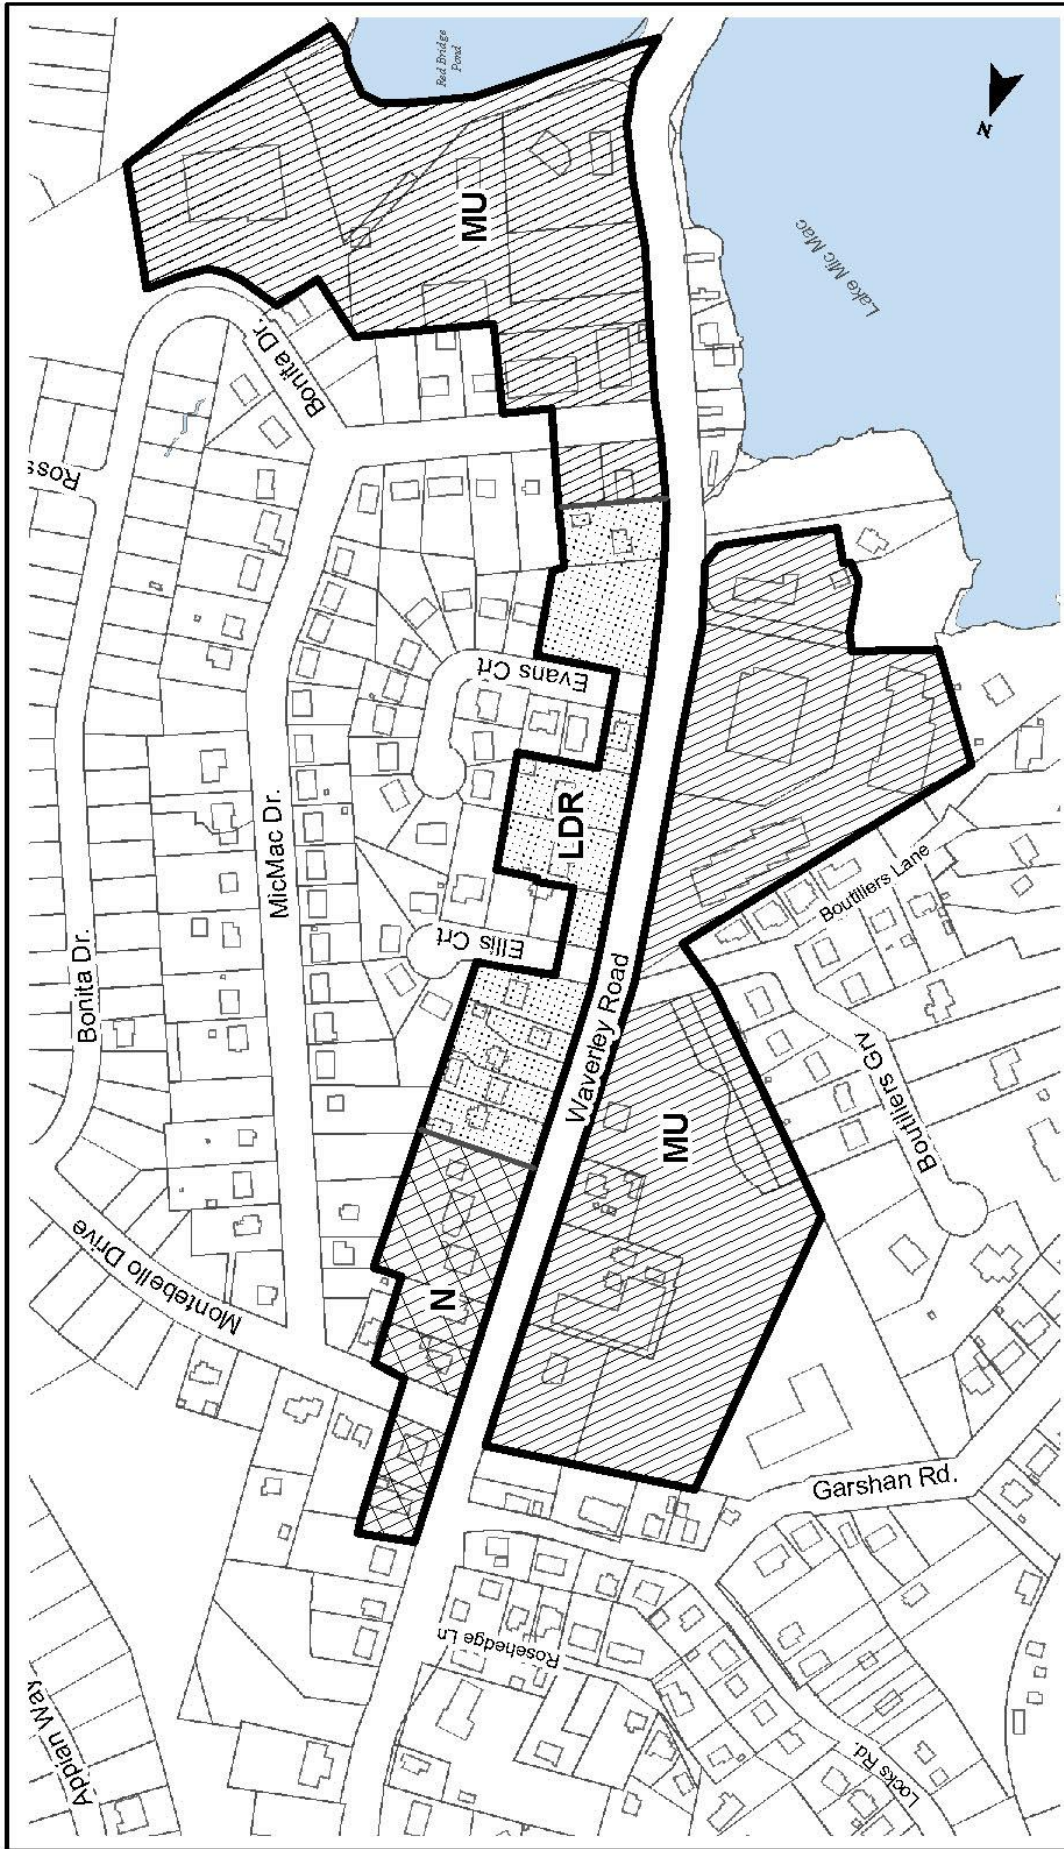 Red Bridge
Pond
N
MU
Lake Mic Mac
Bonita Dr.
Ross
Evans Crt
LDR
MicMac Dr.
Ellis Crt
Boutiliers Lane
Bonita Dr.
Waverley Road
MU
Boutiliers Grv
Montebello Drive
N
Garshan Rd.
Rosehedge Ln
Appian Way
Locks Rd.